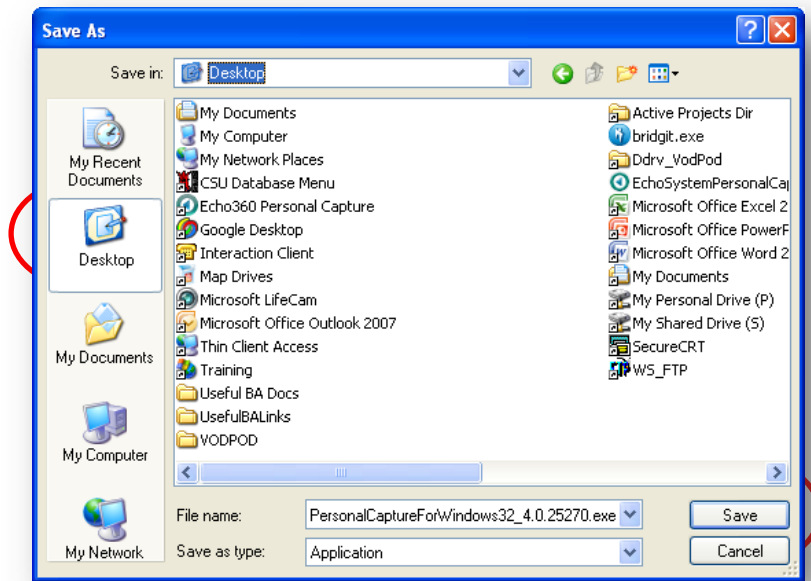 Save As
Save in:
Desktop
My Recent
Documents
Desktop
My Documents
My Computer
My Network
My Documents
My Computer
My Network Places
CSU Database Menu
Echo360 Personal Capture
Google Desktop
Interaction Client
Map Drives
Microsoft LifeCam
Microsoft Office Outlook 2007
Thin Client Access
Training
Useful BA Docs
UsefulBALinks
VODPOD
Active Projects Dir
bridgit.exe
Ddrv_VodPod
EchoSystemPersonalCa
Microsoft Office Excel 2
Microsoft Office PowerP
Microsoft Office Word 2
My Documents
My Personal Drive (P)
My Shared Drive (S)
SecureCRT
WS_FTP
File name:
PersonalCaptureForWindows32_4.0.25270.exe
Save
Save as type:
Application
Cancel